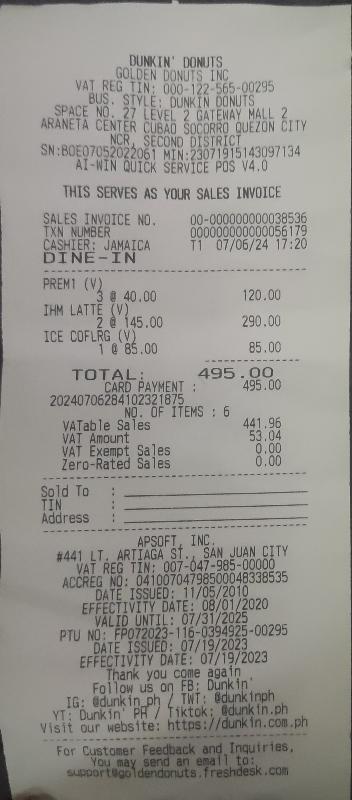 DUNKIN' DONUTS
GOLDEN DONUTS INC
VAT REG TIN: 000-122-565-00295
BUS. STYLE: DUNKIN DONUTS
SPACE NO. 27 LEVEL 2 GATEWAY MALL 2
ARANETA CENTER CUBAO SOCORRO QUEZON CITY
NCR, SECOND DISTRICT
SN:BOE07052022061 MIN:23071915143097134
AI-WIN QUICK SERVICE POS V4.0
THIS SERVES AS YOUR SALES INVOICE
SALES INVOICE NO. 00-000000000038536
TXN NUMBER 000000000000056179
CASHIER: JAMAICA T1 07/06/24 17:20
DINE-IN
PREM1 (V)
3 @ 40.00 120.00
IHM LATTE (V)
2 @ 145.00 290.00
ICE COFLRG (V)
1 @ 85.00 85.00
TOTAL: 495.00
CARD PAYMENT : 495.00
20240706284102321875
NO. OF ITEMS : 6
VATable Sales 441.96
VAT Amount 53.04
VAT Exempt Sales 0.00
Zero-Rated Sales 0.00
Sold To :
TIN :
Address :
APSOFT, INC.
#441 LT. ARTIAGA ST., SAN JUAN CITY
VAT REG TIN: 007-047-985-00000
ACCREG NO: 04100704798500048338535
DATE ISSUED: 11/05/2010
EFFECTIVITY DATE: 08/01/2020
VALID UNTIL: 07/31/2025
PTU NO: FP072023-116-0394925-00295
DATE ISSUED: 07/19/2023
EFFECTIVITY DATE: 07/19/2023
Thank you come again
Follow us on FB: Dunkin'
IG: @dunkin_ph / TWT: @dunkinph
YT: Dunkin' PH / Tiktok: @dunkin.ph
Visit our website: https://dunkin.com.ph
For Customer Feedback and Inquiries,
You may send an email to:
support@goldendonuts.freshdesk.com